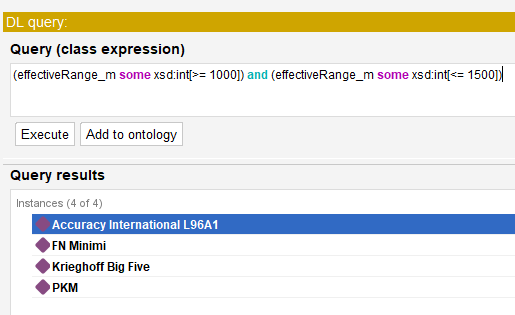 DL query:
Query (class expression)
(effectiveRange_m some xsd:int[>= 1000]) and (effectiveRange_m some xsd:int[<= 1500])
Execute Add to ontology
Query results
Instances (4 of 4)
Accuracy International L96A1
FN Minimi
Krieghoff Big Five
PKM